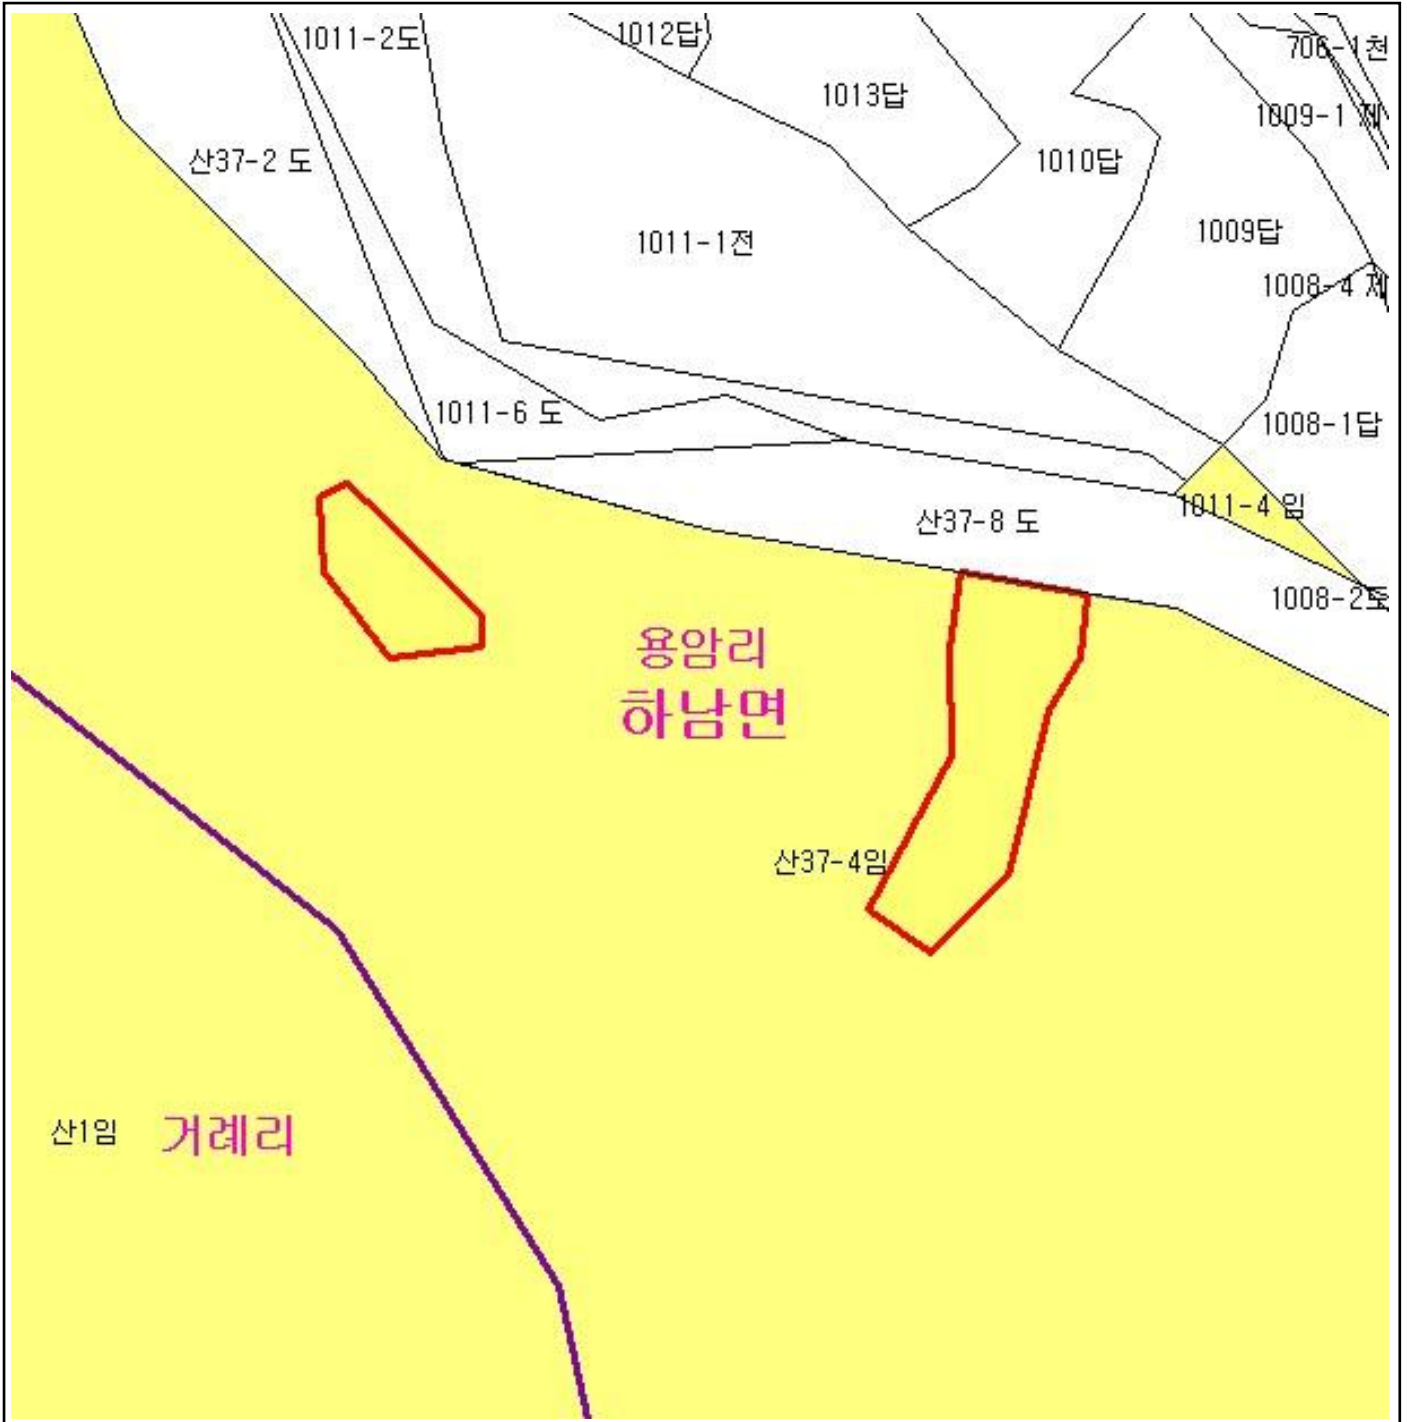 1011-2도
1012답
706-1천
1013답
1009-1 제
산37-2 도
1010답
1011-1전
1009답
1008-4 제
1011-6 도
1008-1답
1011-4 임
산37-8 도
1008-2도
용암리
하남면
산37-4임
산1임
거례리